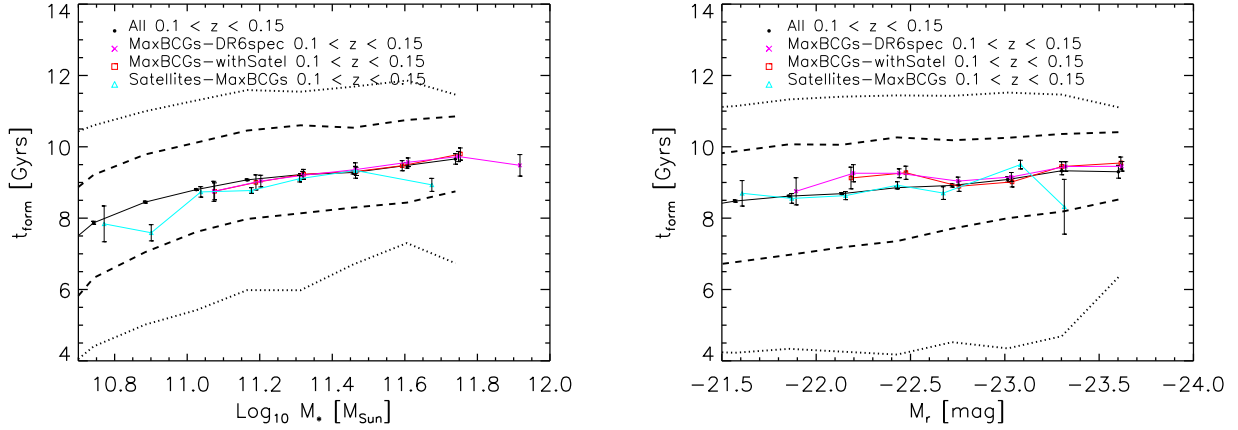 All 0.1 < z < 0.15
MaxBCGs-DR6spec 0.1 < z < 0.15
MaxBCGs-withSatel 0.1 < z < 0.15
Satellites-MaxBCGs 0.1 < z < 0.15
14
12
10
8
6
4
t_form [Gyrs]
10.8 11.0 11.2 11.4 11.6 11.8 12.0
Log10 M* [MSun]
All 0.1 < z < 0.15
MaxBCGs-DR6spec 0.1 < z < 0.15
MaxBCGs-withSatel 0.1 < z < 0.15
Satellites-MaxBCGs 0.1 < z < 0.15
14
12
10
8
6
4
t_form [Gyrs]
-21.5 -22.0 -22.5 -23.0 -23.5 -24.0
M_r [mag]